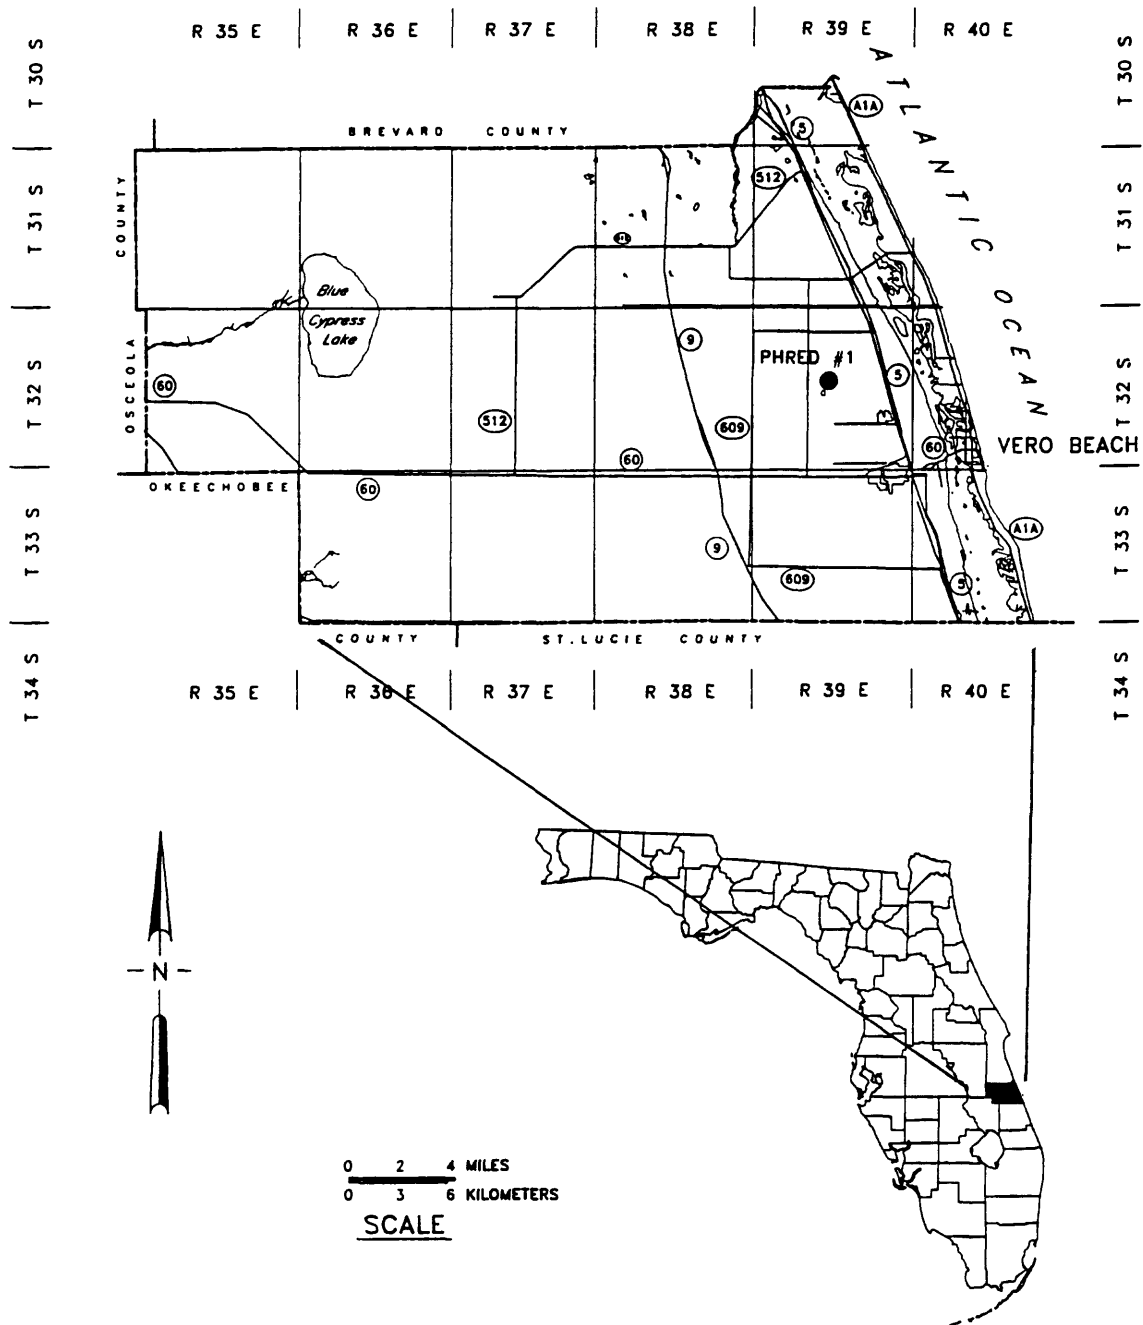 R 35 E R 36 E R 37 E R 38 E R 39 E R 40 E
T 30 S
T 30 S
ATLANTIC OCEAN
A1A
5
BREVARD COUNTY
512
T 31 S
COUNTY
T 31 S
Blue
Cypress
Lake
9
PHRED #1
T 32 S
OSCEOLA
60
5
T 32 S
512
609
60
VERO BEACH
60
OKEECHOBEE
60
T 33 S
A1A
T 33 S
9
609
5
COUNTY ST. LUCIE COUNTY
T 34 S
T 34 S
R 35 E R 36 E R 37 E R 38 E R 39 E R 40 E
-N-
0 2 4 MILES
0 3 6 KILOMETERS
SCALE